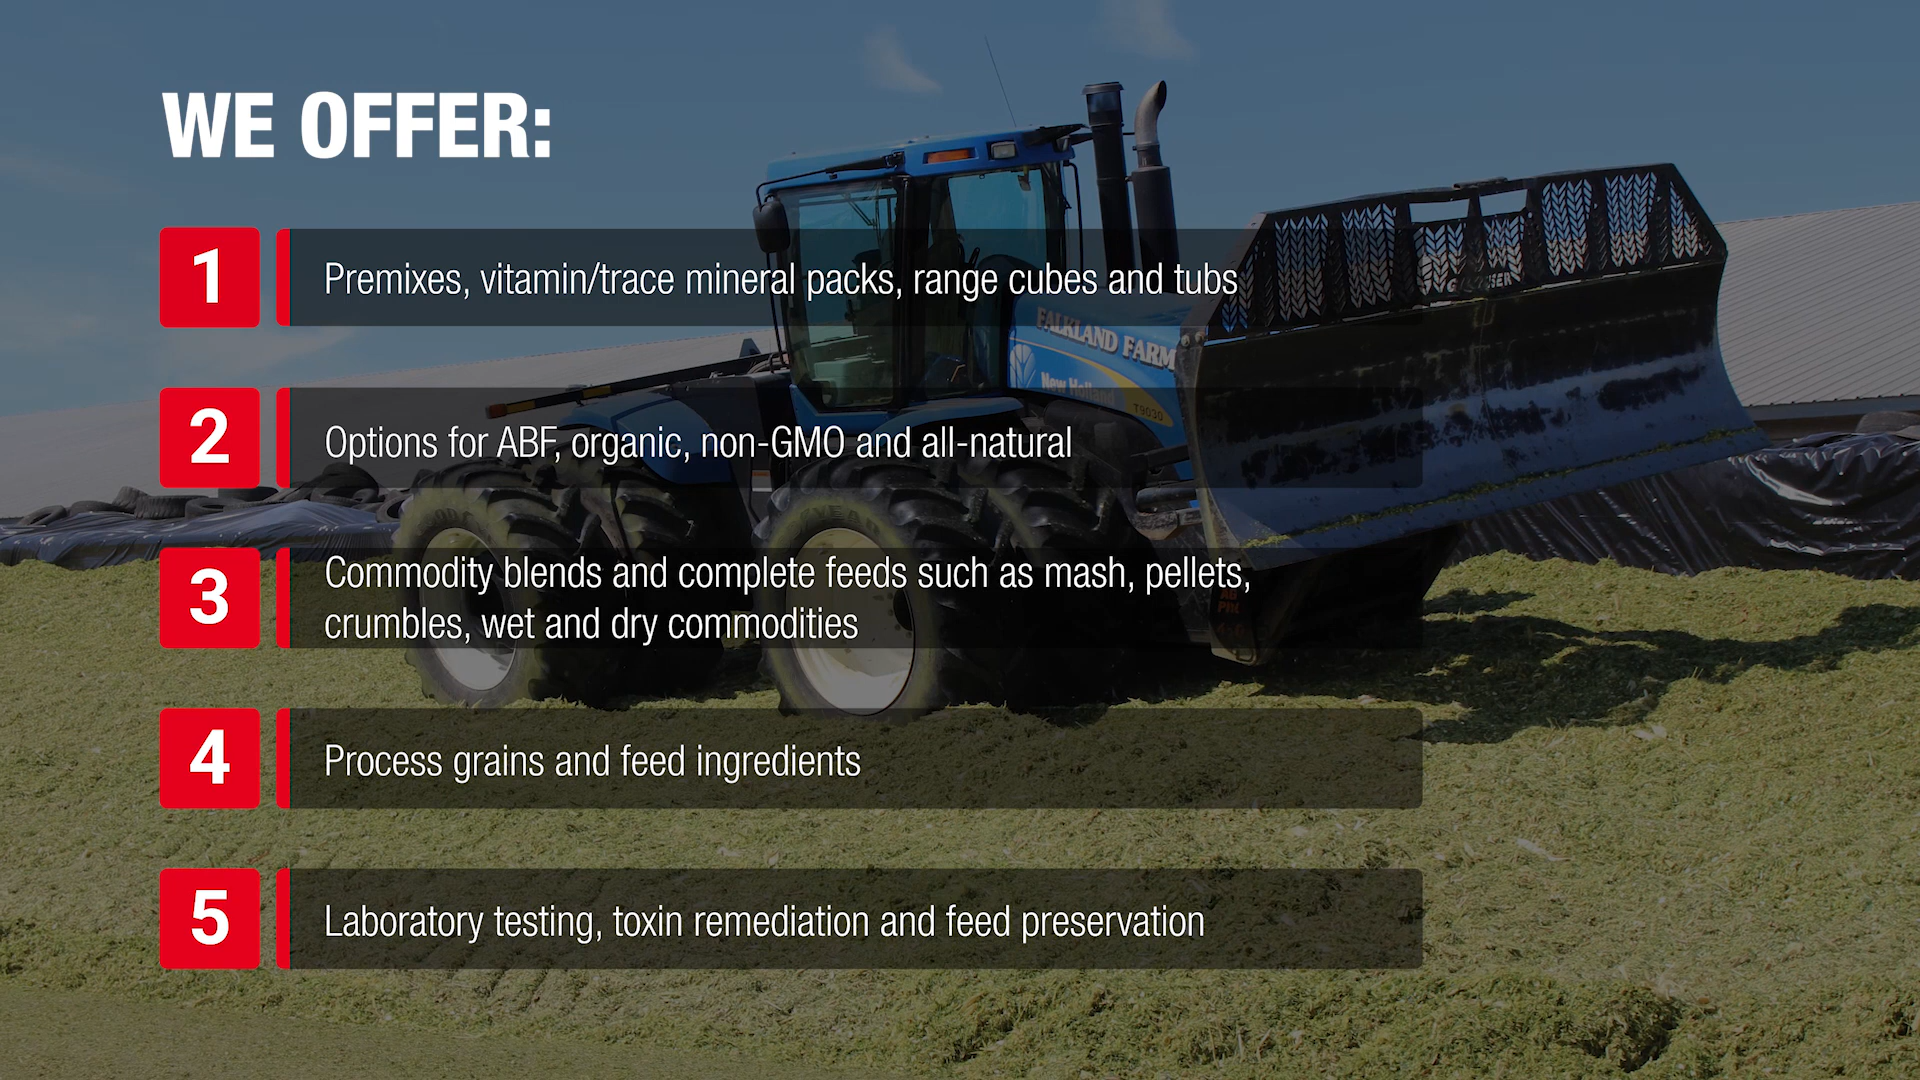 WE OFFER:
1
Premixes, vitamin/trace mineral packs, range cubes and tubs
2
Options for ABF, organic, non-GMO and all-natural
3
Commodity blends and complete feeds such as mash, pellets,
crumbles, wet and dry commodities
4
Process grains and feed ingredients
5
Laboratory testing, toxin remediation and feed preservation
FALKLAND FARM
New Holland
T9030